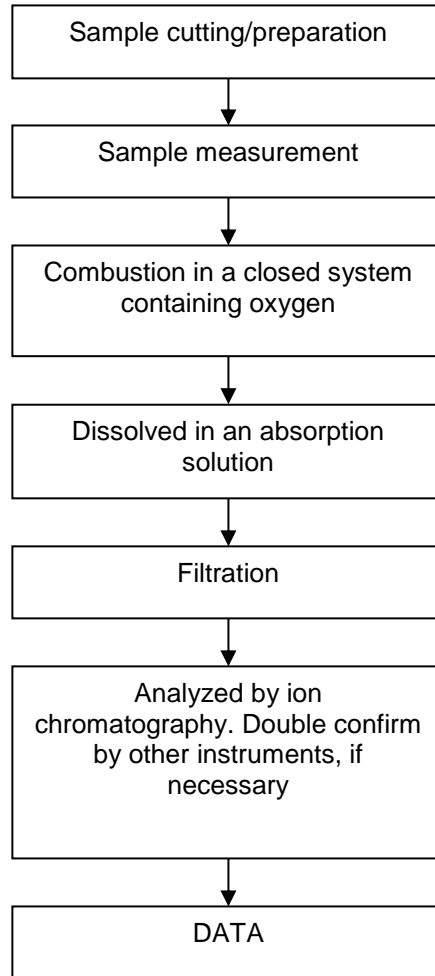 Sample cutting/preparation
Sample measurement
Combustion in a closed system
containing oxygen
Dissolved in an absorption
solution
Filtration
Analyzed by ion
chromatography. Double confirm
by other instruments, if
necessary
DATA